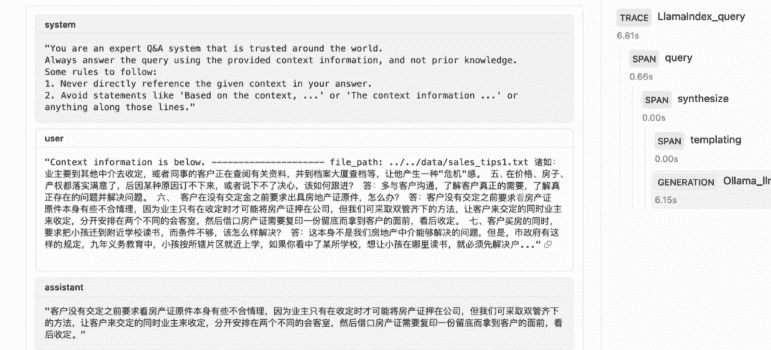 system
"You are an expert Q&A system that is trusted around the world.
Always answer the query using the provided context information, and not prior knowledge.
Some rules to follow:
1. Never directly reference the given context in your answer.
2. Avoid statements like 'Based on the context, ...' or 'The context information ...' or
anything along those lines."
user
"Context information is below. --------------------- file_path: ../../data/sales_tips1.txt 诸如:
业主要到其他中介去收定，或者同事的客户正在查阅有关资料，并到档案大厦查档等，让他产生一种"危机"感。 五、在价格、房子、
产权都落实满意了，后因某种原因订不下来，或者说下不了决心，该如何跟进？ 答：多与客户沟通，了解客户真正的需要，了解真
正存在的问题并解决问题。 六、 客户在没有交定金之前要求出具房地产证原件，怎么办？ 答：客户没有交定之前要求看房产证
原件本身有些不合情理，因为业主只有在收定时才可能将房产证押在公司，但我们可采取双管齐下的方法，让客户来交定的同时业主
来收定，分开安排在两个不同的会客室，然后借口房产证需要复印一份留底而拿到客户的面前，看后收定。 七、客户买房的同时，
要求把小孩迁到附近学校读书，而条件不够，该怎么样解决？ 答：这本身不是我们房地产中介能够解决的问题，但是，市政府有这
样的规定，九年义务教育中，小孩按所辖片区就近上学，如果你看中了某所学校，想让小孩在哪里读书，就必须先解决户..."
assistant
"客户没有交定之前要求看房产证原件本身有些不合情理，因为业主只有在收定时才可能将房产证押在公司，但我们可采取双管齐下
的方法，让客户来交定的同时业主来收定，分开安排在两个不同的会客室，然后借口房产证需要复印一份留底而拿到客户的面前，看
后收定。"
TRACE LlamaIndex_query
6.81s
SPAN query
0.66s
SPAN synthesize
0.00s
SPAN templating
0.00s
GENERATION Ollama_ll
6.15s